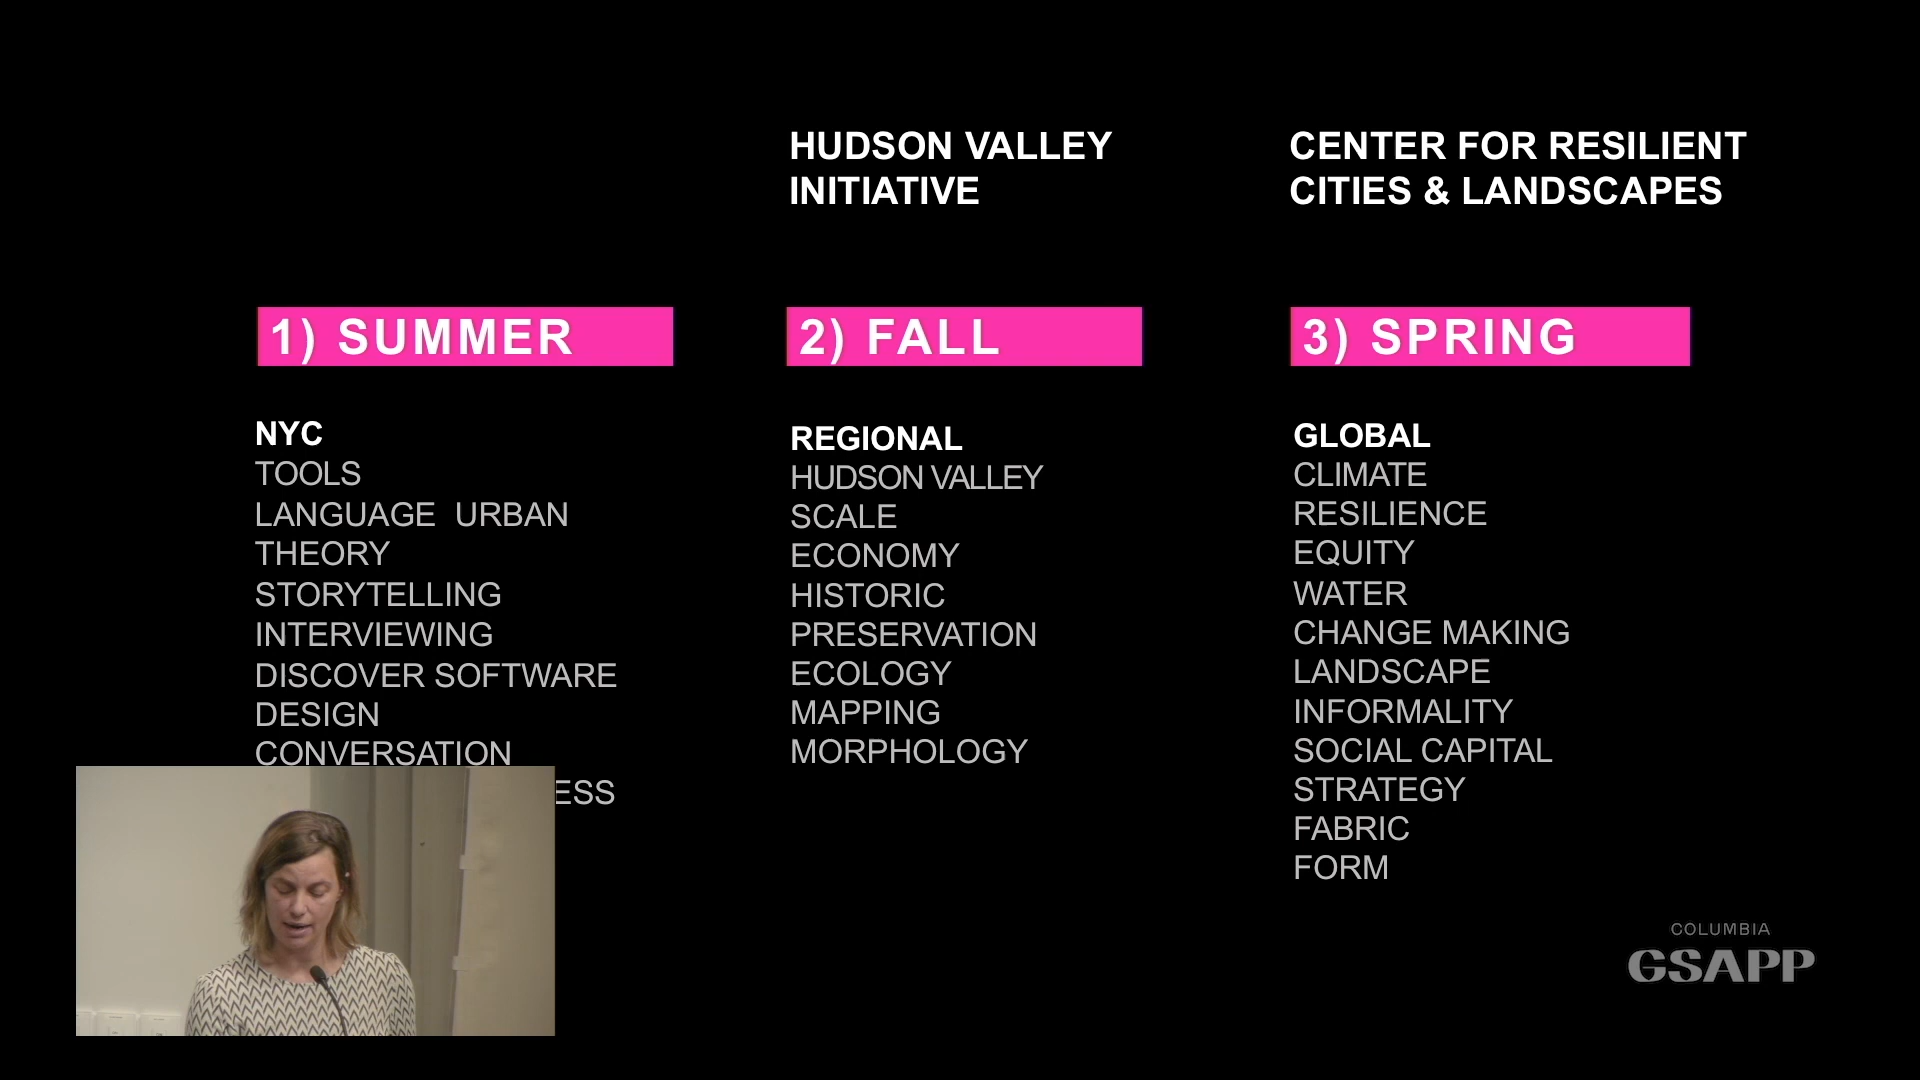 HUDSON VALLEY
INITIATIVE
CENTER FOR RESILIENT
CITIES & LANDSCAPES
1) SUMMER
NYC
TOOLS
LANGUAGE  URBAN
THEORY
STORYTELLING
INTERVIEWING
DISCOVER SOFTWARE
DESIGN
CONVERSATION
2) FALL
REGIONAL
HUDSON VALLEY
SCALE
ECONOMY
HISTORIC
PRESERVATION
ECOLOGY
MAPPING
MORPHOLOGY
3) SPRING
GLOBAL
CLIMATE
RESILIENCE
EQUITY
WATER
CHANGE MAKING
LANDSCAPE
INFORMALITY
SOCIAL CAPITAL
STRATEGY
FABRIC
FORM
COLUMBIA
GSAPP